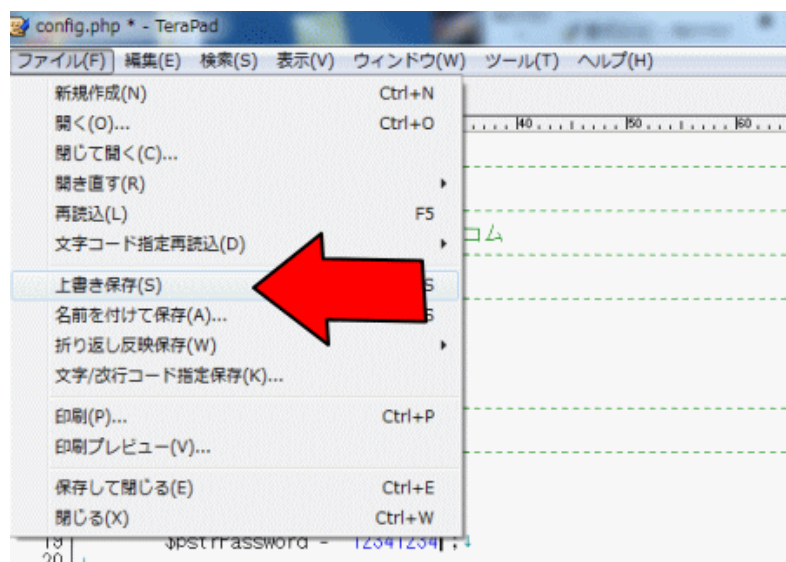 config.php * - TeraPad
ファイル(F) 編集(E) 検索(S) 表示(V) ウィンドウ(W) ツール(T) ヘルプ(H)
新規作成(N) Ctrl+N
開く(O)... Ctrl+O
40 50 60
閉じて開く(C)...
開き直す(R)
再読込(L) F5
コム
文字コード指定再読込(D)
上書き保存(S) S
名前を付けて保存(A)... S
折り返し反映保存(W)
文字/改行コード指定保存(K)...
印刷(P)... Ctrl+P
印刷プレビュー(V)...
保存して閉じる(E) Ctrl+E
閉じる(X) Ctrl+W
19 $pstrPassword = "12341234";
20